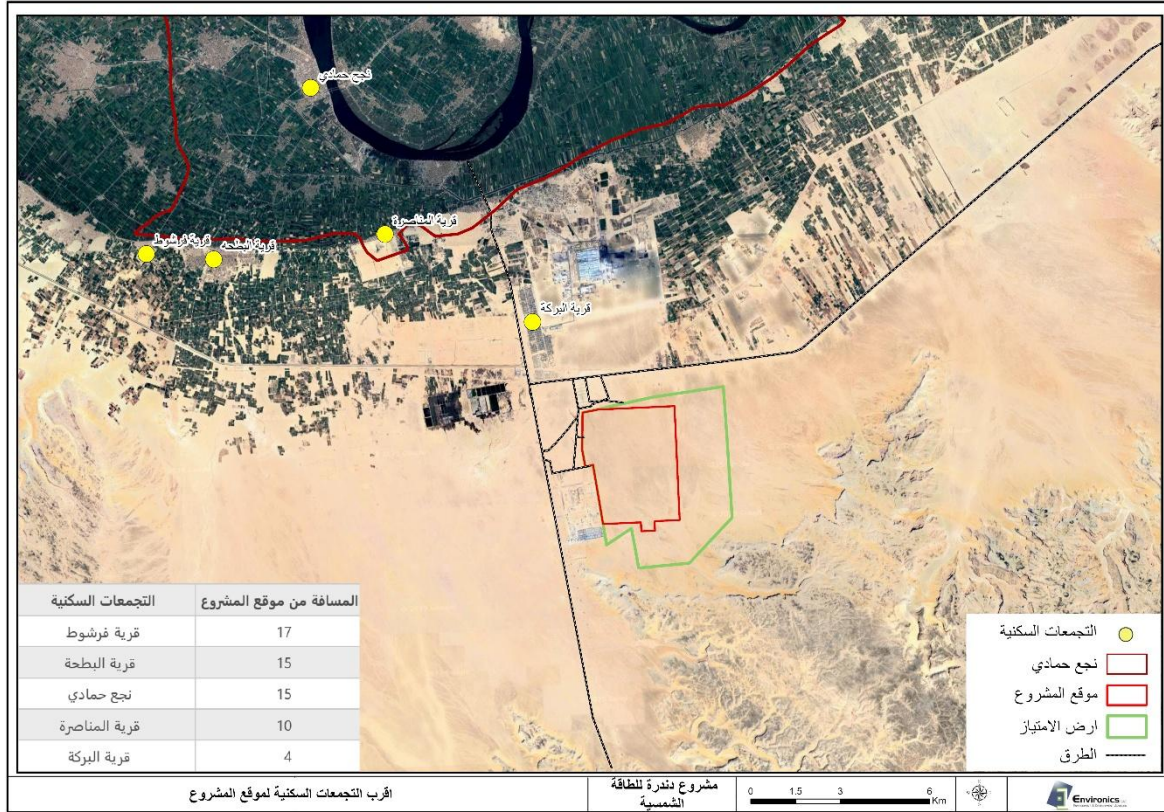 نجع حمادي
قرية المناصرة
قرية فرشوط
قرية البطحه
قرية البركة
التجمعات السكنية المسافة من موقع المشروع
قرية فرشوط 17
قرية البطحة 15
نجع حمادي 15
قرية المناصرة 10
قرية البركة 4
التجمعات السكنية
نجع حمادي
موقع المشروع
ارض الامتياز
الطرق
اقرب التجمعات السكنية لموقع المشروع
مشروع دندرة للطاقة
الشمسية
0 1.5 3 6
Km
Environics